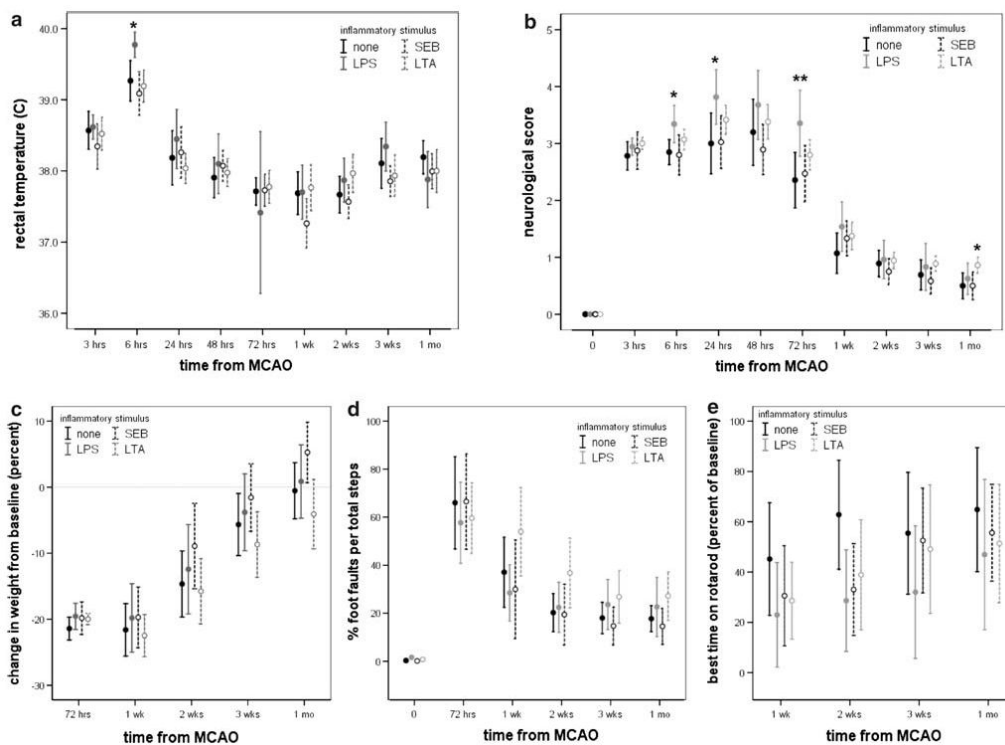 a
inflammatory stimulus
none SEB
LPS LTA
*
rectal temperature (C)
40.0
39.0
38.0
37.0
36.0
3 hrs 6 hrs 24 hrs 48 hrs 72 hrs 1 wk 2 wks 3 wks 1 mo
time from MCAO
b
inflammatory stimulus
none SEB
LPS LTA
* * ** *
neurological score
5
4
3
2
1
0
0 3 hrs 6 hrs 24 hrs 48 hrs 72 hrs 1 wk 2 wks 3 wks 1 mo
time from MCAO
c
inflammatory stimulus
none SEB
LPS LTA
change in weight from baseline (percent)
10
0
-10
-20
-30
72 hrs 1 wk 2 wks 3 wks 1 mo
time from MCAO
d
inflammatory stimulus
none SEB
LPS LTA
% foot faults per total steps
100
80
60
40
20
0
0 72 hrs 1 wk 2 wks 3 wks 1 mo
time from MCAO
e
inflammatory stimulus
none SEB
LPS LTA
best time on rotarod (percent of baseline)
100
80
60
40
20
0
1 wk 2 wks 3 wks 1 mo
time from MCAO